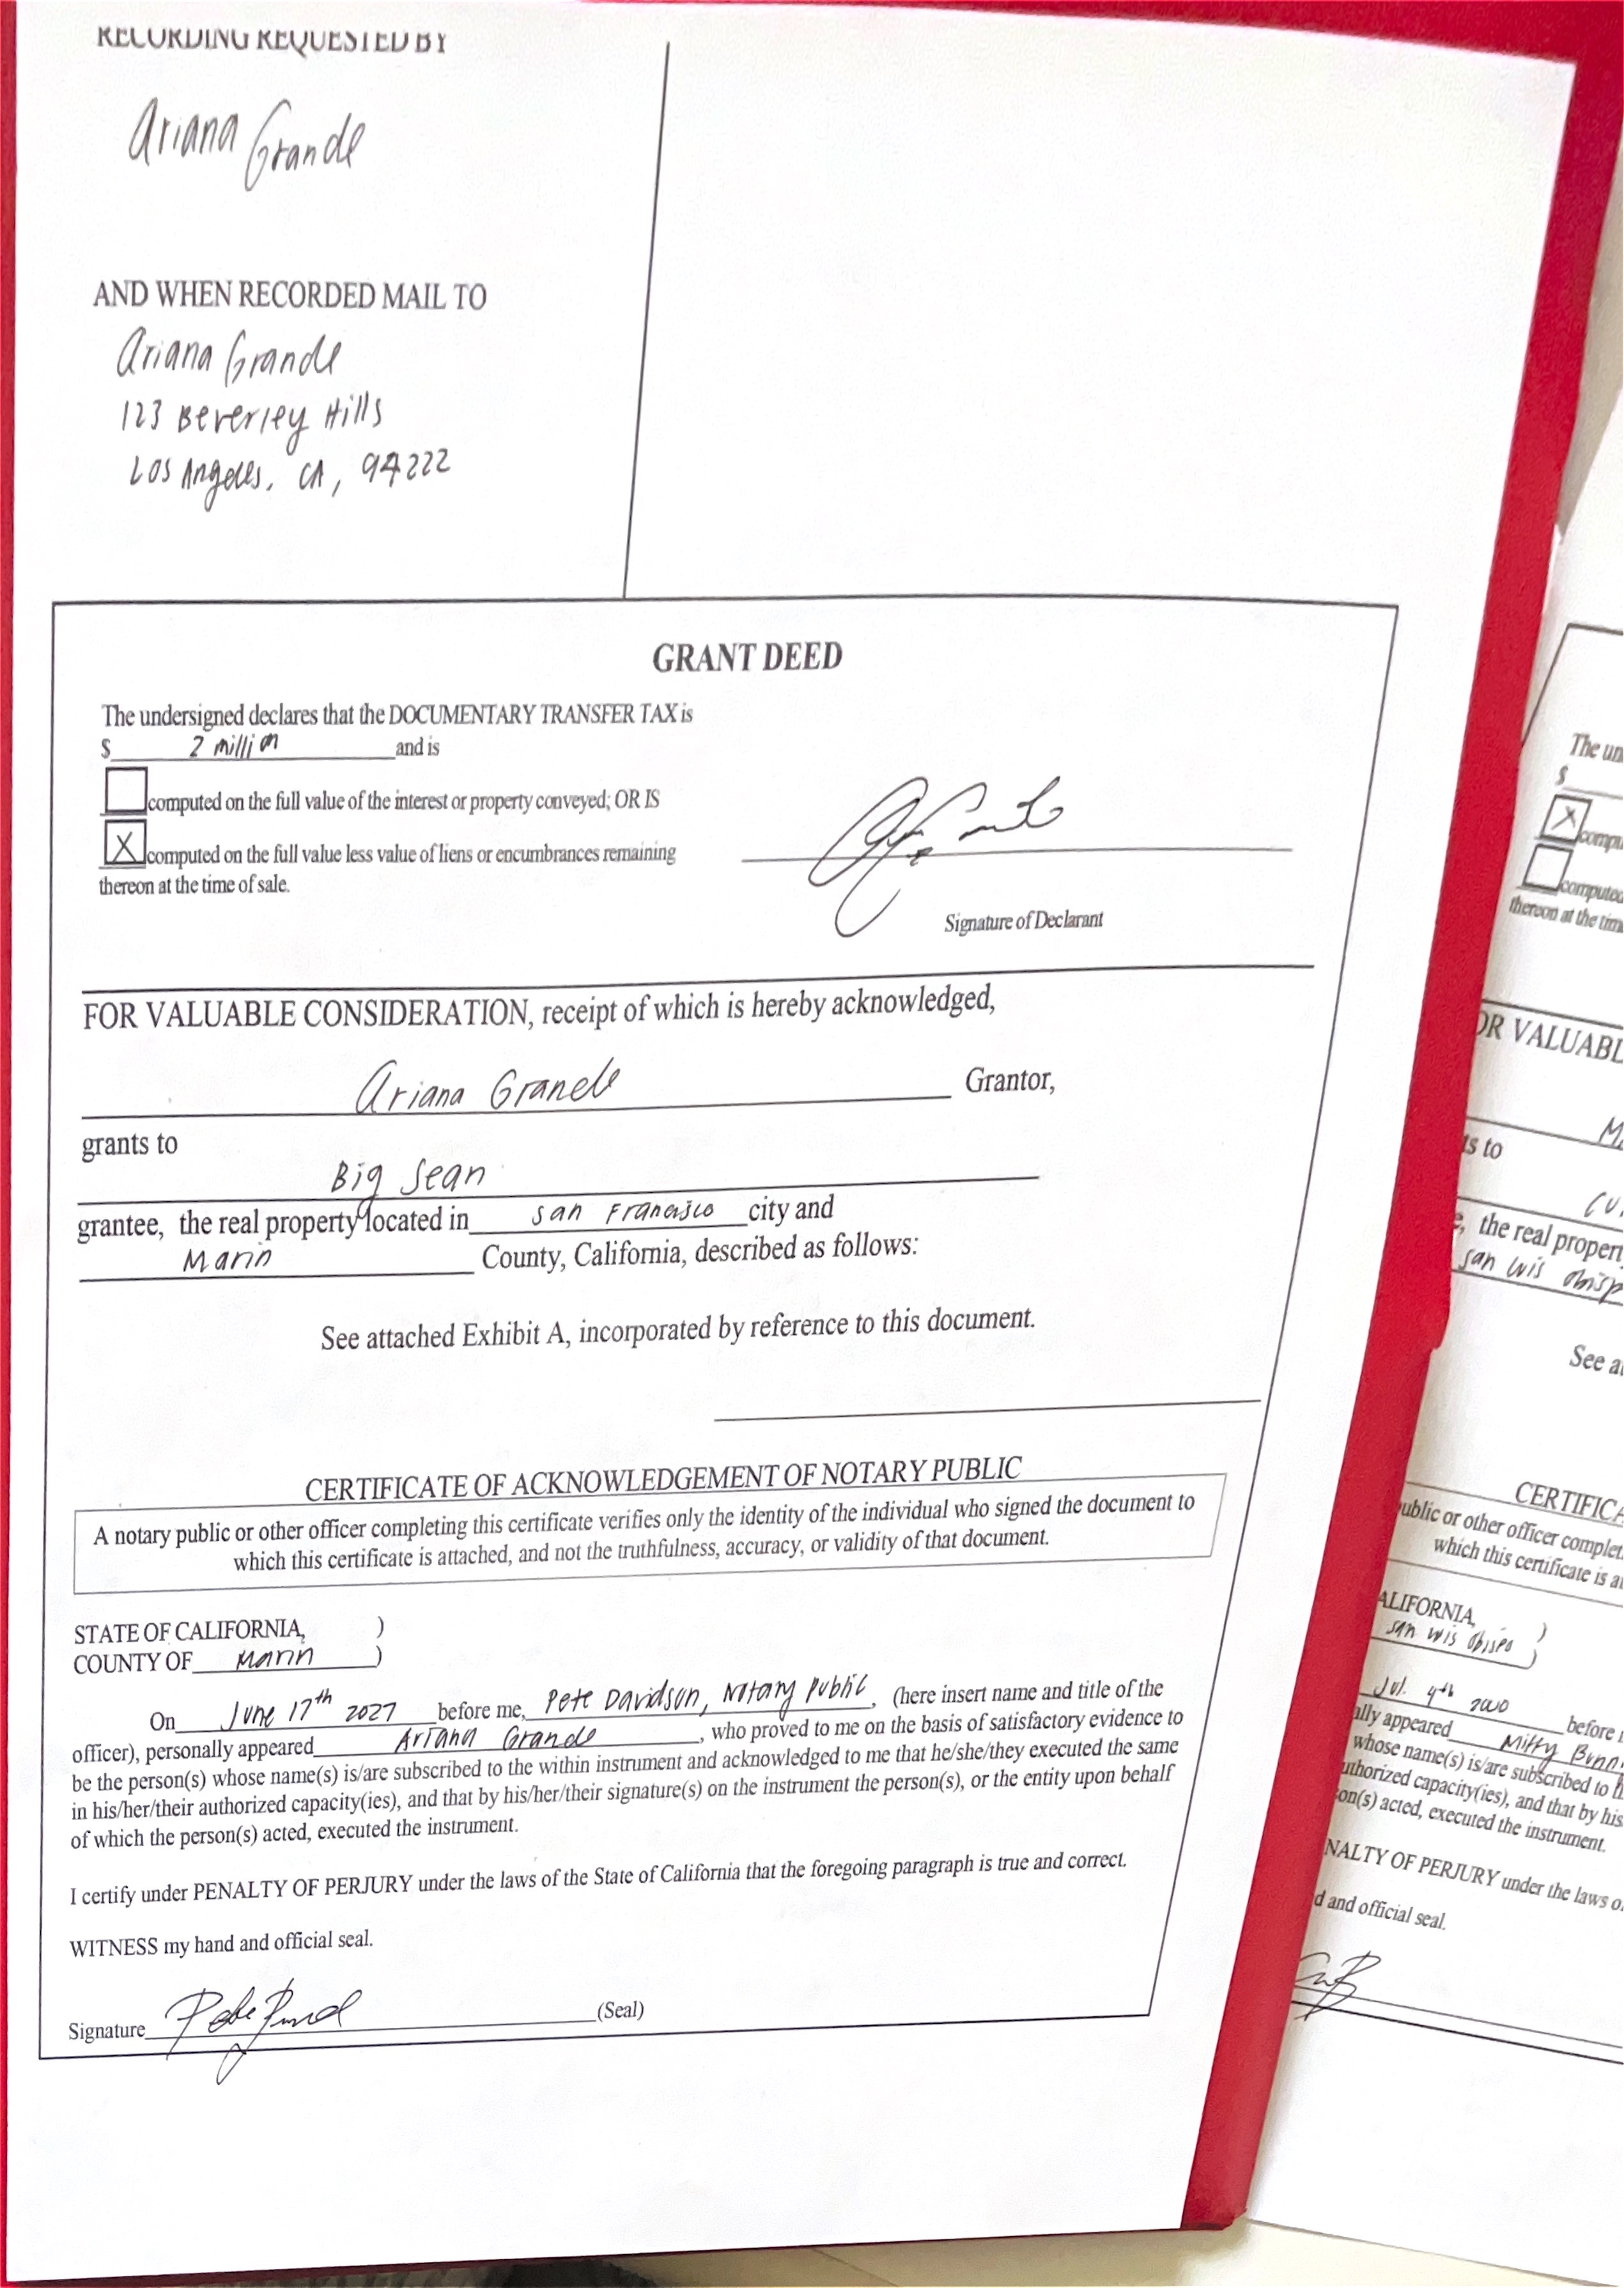 RECORDING REQUESTED BY
Ariana Grande
AND WHEN RECORDED MAIL TO
Ariana Grande
123 Beverley Hills
Los Angeles, CA, 94222
GRANT DEED
The undersigned declares that the DOCUMENTARY TRANSFER TAX is
$ 2 million and is
computed on the full value of the interest or property conveyed; OR IS
X computed on the full value less value of liens or encumbrances remaining
thereon at the time of sale.
Signature of Declarant
FOR VALUABLE CONSIDERATION, receipt of which is hereby acknowledged,
Ariana Grande Grantor,
grants to
Big Sean
grantee, the real property located in San Francisco city and
Marin County, California, described as follows:
See attached Exhibit A, incorporated by reference to this document.
CERTIFICATE OF ACKNOWLEDGEMENT OF NOTARY PUBLIC
A notary public or other officer completing this certificate verifies only the identity of the individual who signed the document to
which this certificate is attached, and not the truthfulness, accuracy, or validity of that document.
STATE OF CALIFORNIA, )
COUNTY OF Marin )
On June 17th 2027 before me, Pete Davidson, Notary Public, (here insert name and title of the
officer), personally appeared Ariana Grande, who proved to me on the basis of satisfactory evidence to
be the person(s) whose name(s) is/are subscribed to the within instrument and acknowledged to me that he/she/they executed the same
in his/her/their authorized capacity(ies), and that by his/her/their signature(s) on the instrument the person(s), or the entity upon behalf
of which the person(s) acted, executed the instrument.
I certify under PENALTY OF PERJURY under the laws of the State of California that the foregoing paragraph is true and correct.
WITNESS my hand and official seal.
Signature (Seal)
The un
$
X compu
computed
thereon at the tim
OR VALUABL
ts to
, the real propert
San Luis Obisp
See a
CERTIFICA
ublic or other officer complet
which this certificate is a
ALIFORNIA, )
San Luis Obispo )
Jul. 4th 2000 before
ally appeared Miffy Bunn
whose name(s) is/are subscribed to
uthorized capacity(ies), and that by his
on(s) acted, executed the instrument.
NALTY OF PERJURY under the laws o
d and official seal.